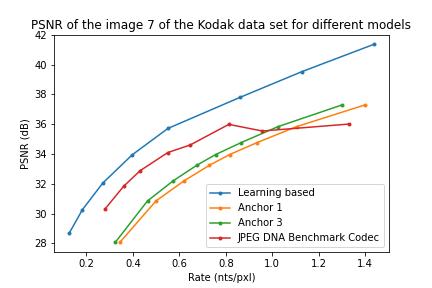 PSNR of the image 7 of the Kodak data set for different models
42
40
38
36
34
32
30
28
PSNR (dB)
Learning based
Anchor 1
Anchor 3
JPEG DNA Benchmark Codec
0.2 0.4 0.6 0.8 1.0 1.2 1.4
Rate (nts/pxl)